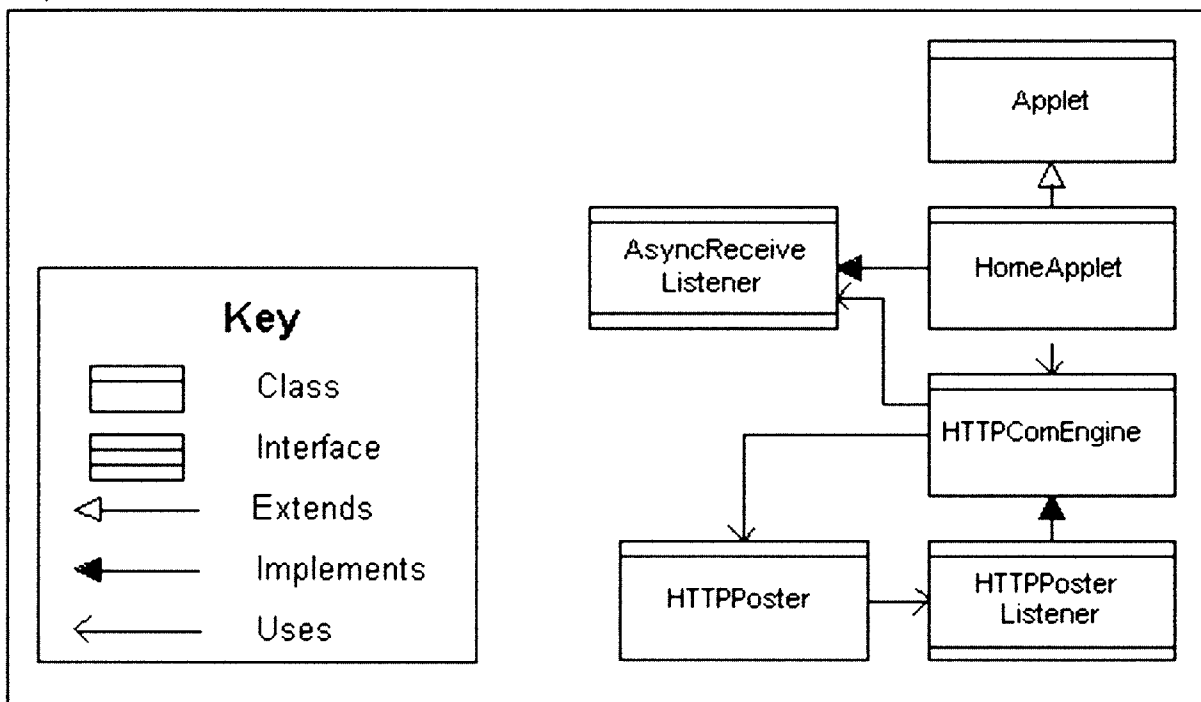 Applet
AsyncReceive
Listener
HomeApplet
Key
Class
Interface
Extends
Implements
Uses
HTTPComEngine
HTTPPoster
HTTPPoster
Listener